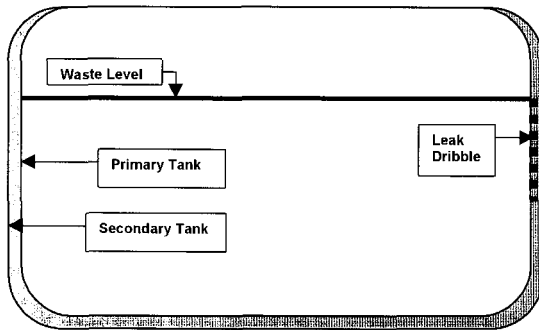 Waste Level
Leak
Dribble
Primary Tank
Secondary Tank